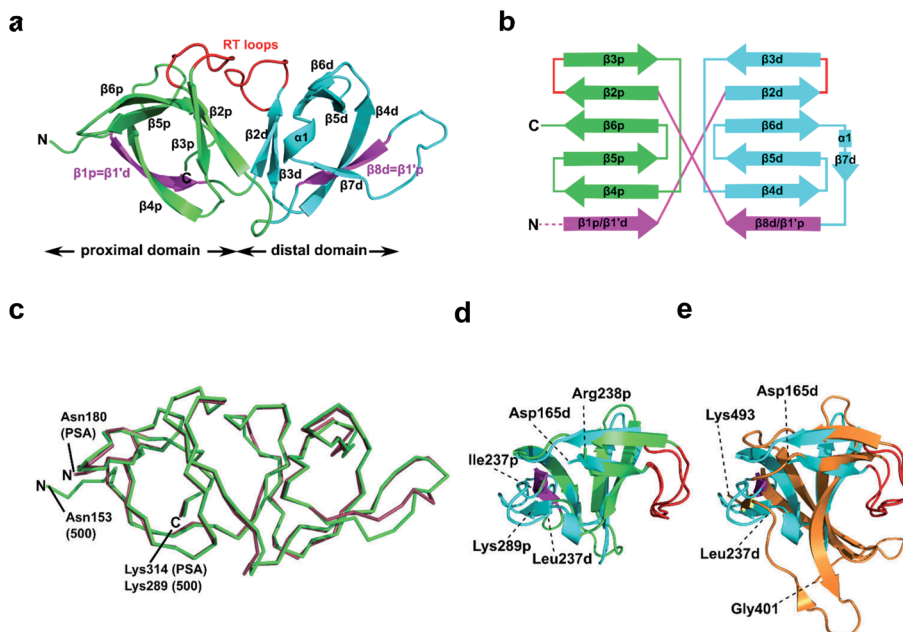 a
RT loops
β6d
β6p
β2p
β4d
N
β5p
β2d
β5d
β3p
α1
β1p=β1'd
C
β3d
β7d
β8d=β1'p
β4p
proximal domain
distal domain
b
β3p
β3d
β2p
β2d
C
β6p
β6d
α1
β5p
β5d
β7d
β4p
β4d
N
β1p/β1'd
β8d/β1'p
c
Asn180
(PSA)
N
N
Asn153
(500)
C
Lys314 (PSA)
Lys289 (500)
d
Arg238p
Asp165d
Ile237p
Lys289p
Leu237d
e
Asp165d
Lys493
Leu237d
Gly401